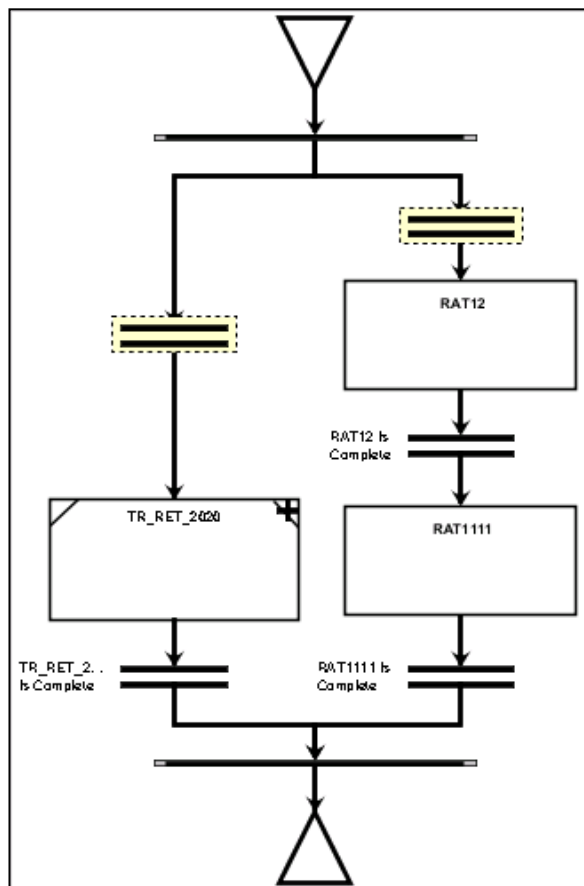 RAT12
RAT12 Is
Complete
TR_RET_2020
RAT1111
TR_RET_2...
Is Complete
RAT1111 Is
Complete